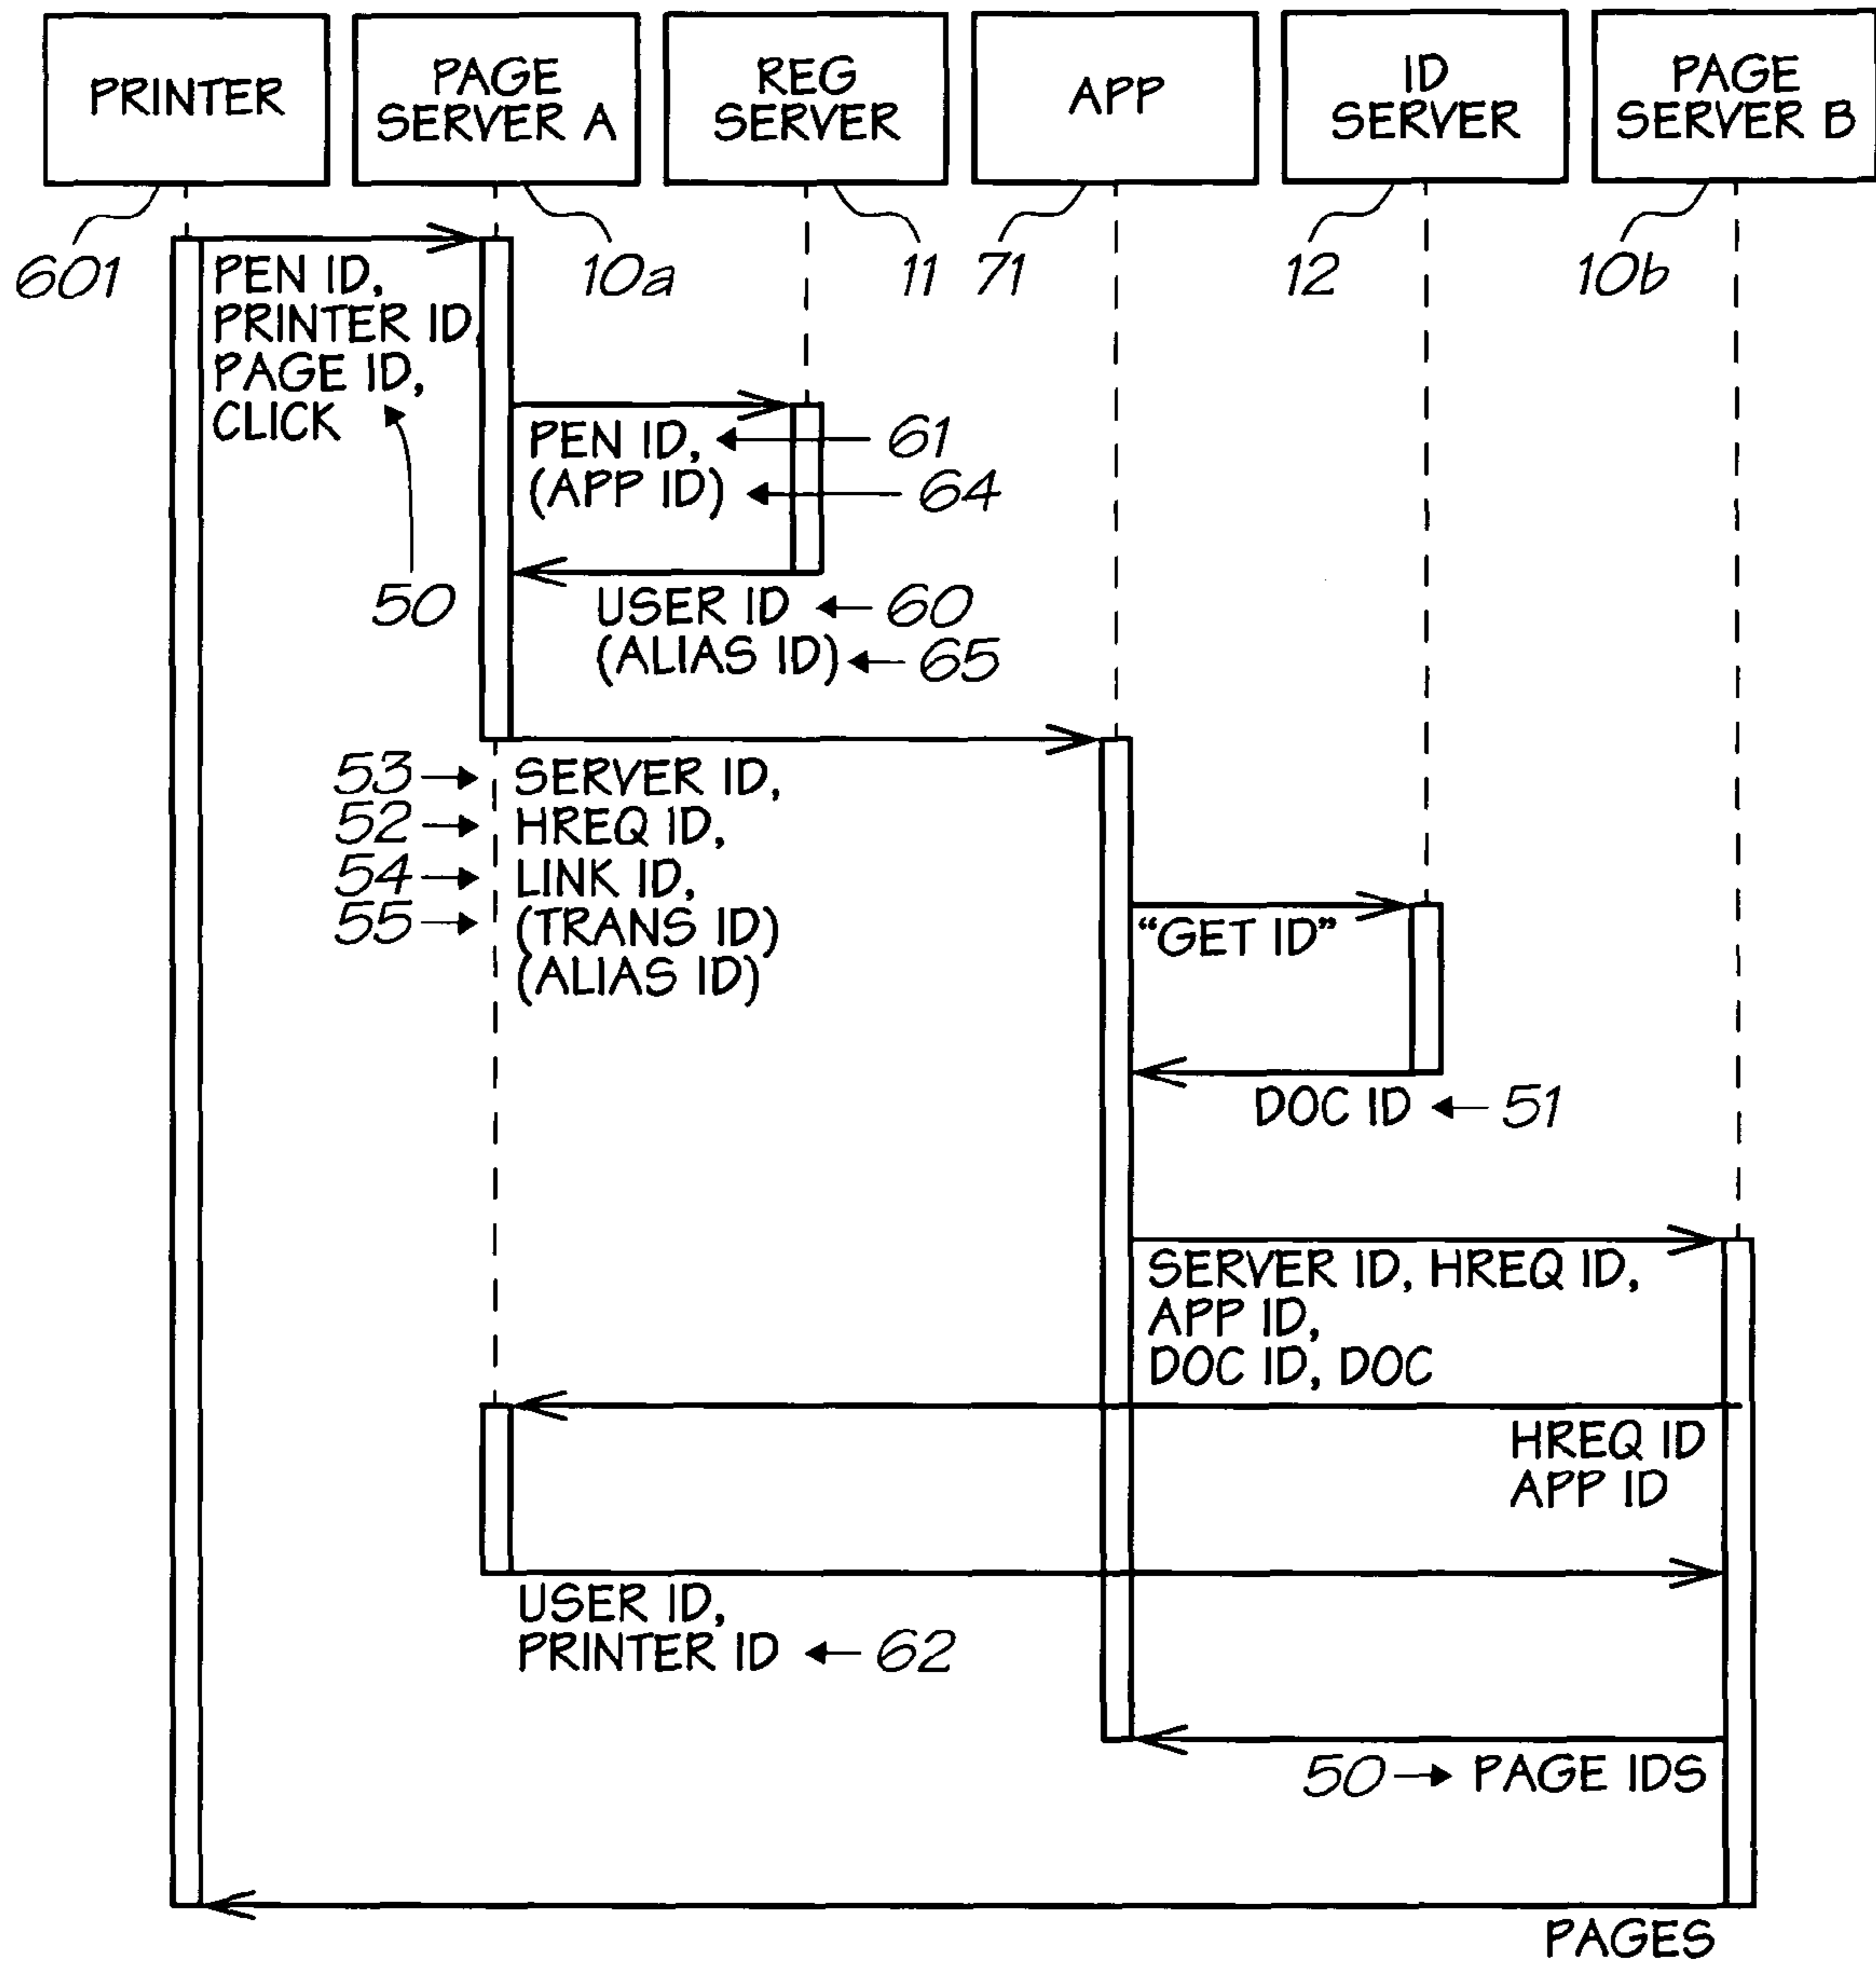 PRINTER
PAGE
SERVER A
REG
SERVER
APP
ID
SERVER
PAGE
SERVER B
601
10a
11
71
12
10b
PEN ID,
PRINTER ID
PAGE ID,
CLICK
50
PEN ID,
61
(APP ID)
64
USER ID
60
(ALIAS ID)
65
53
SERVER ID,
52
HREQ ID,
54
LINK ID,
55
(TRANS ID)
(ALIAS ID)
“GET ID”
DOC ID
51
SERVER ID, HREQ ID,
APP ID,
DOC ID, DOC
HREQ ID
APP ID
USER ID,
PRINTER ID
62
50
PAGE IDS
PAGES